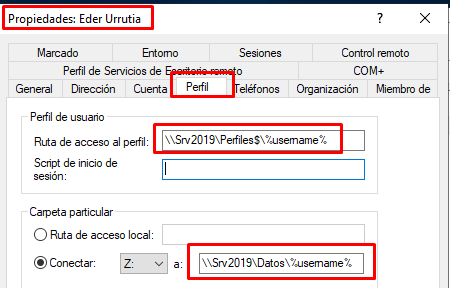 Propiedades: Eder Urrutia
? ×
Marcado Entorno Sesiones Control remoto
Perfil de Servicios de Escritorio remoto COM+
General Dirección Cuenta Perfil Teléfonos Organización Miembro de
Perfil de usuario
Ruta de acceso al perfil: \\Srv2019\Perfiles$\%username%
Script de inicio de
sesión:
Carpeta particular
Ruta de acceso local:
Conectar: Z: a: \\Srv2019\Datos\%username%